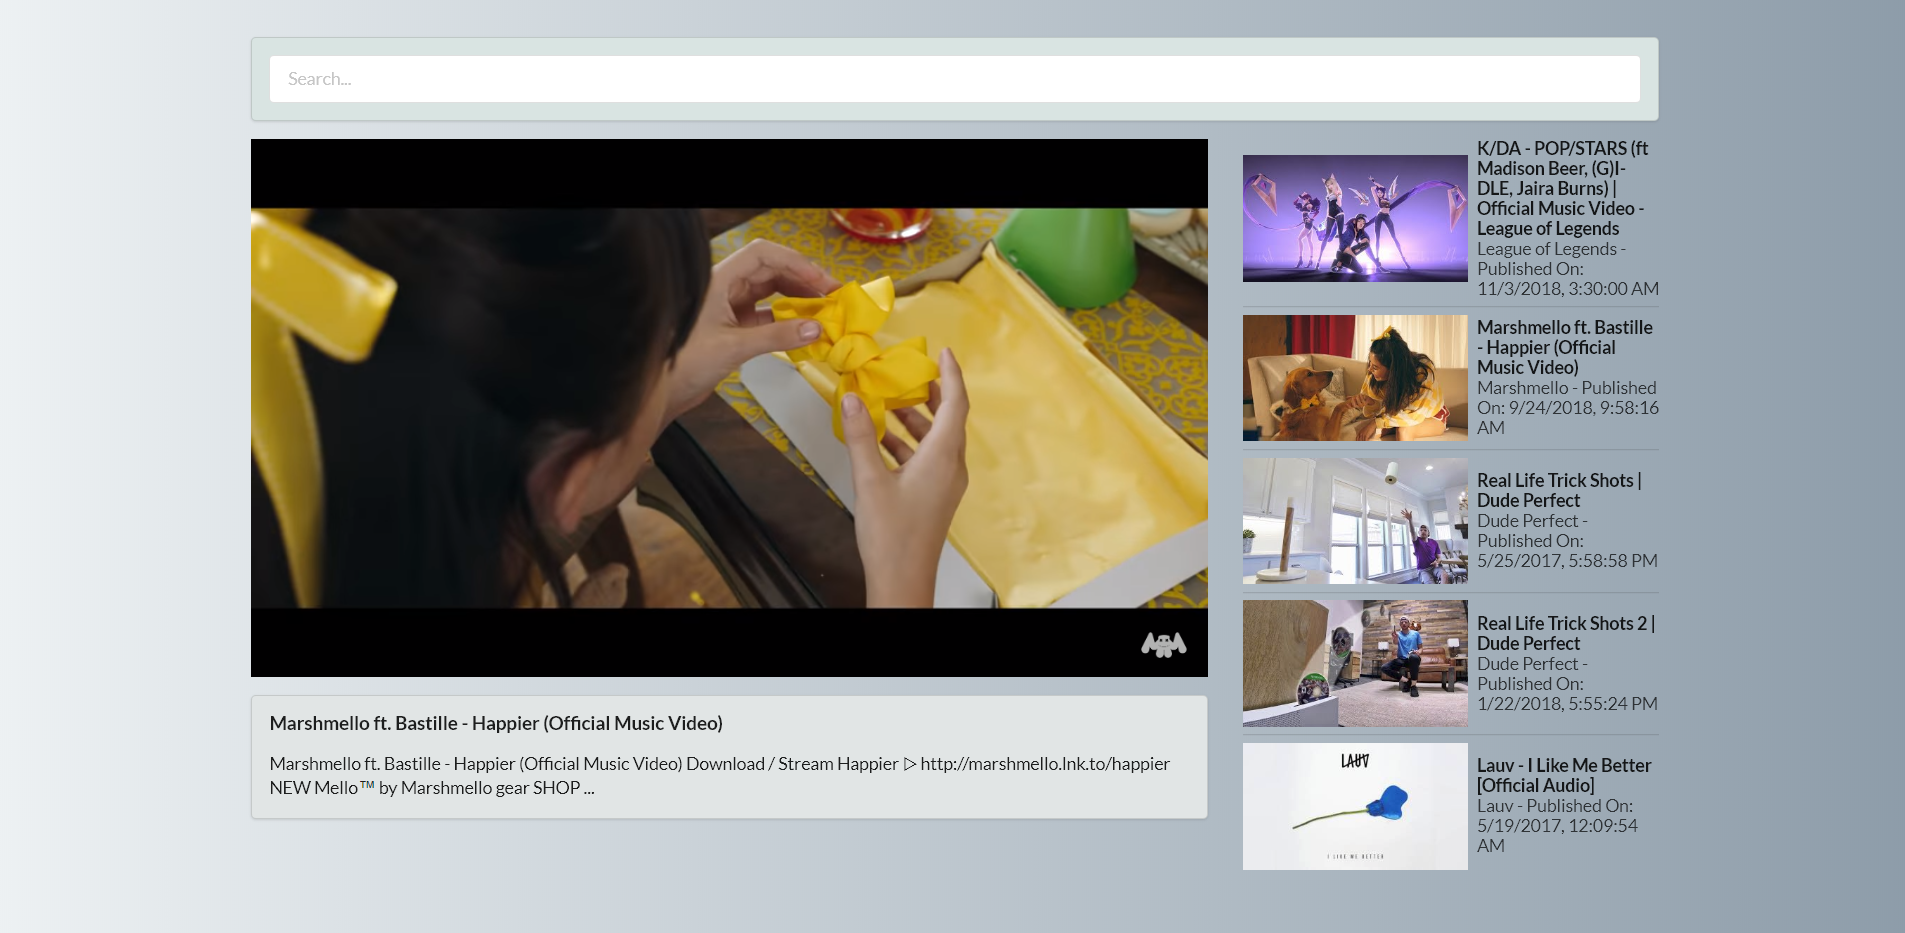 Search...
Marshmello ft. Bastille - Happier (Official Music Video)
Marshmello ft. Bastille - Happier (Official Music Video) Download / Stream Happier ▷ http://marshmello.lnk.to/happier
NEW Mello™ by Marshmello gear SHOP ...
K/DA - POP/STARS (ft
Madison Beer, (G)I-
DLE, Jaira Burns) |
Official Music Video -
League of Legends
League of Legends -
Published On:
11/3/2018, 3:30:00 AM
Marshmello ft. Bastille
- Happier (Official
Music Video)
Marshmello - Published
On: 9/24/2018, 9:58:16
AM
Real Life Trick Shots |
Dude Perfect
Dude Perfect -
Published On:
5/25/2017, 5:58:58 PM
Real Life Trick Shots 2 |
Dude Perfect
Dude Perfect -
Published On:
1/22/2018, 5:55:24 PM
LAUV
I LIKE ME BETTER
Lauv - I Like Me Better
[Official Audio]
Lauv - Published On:
5/19/2017, 12:09:54
AM